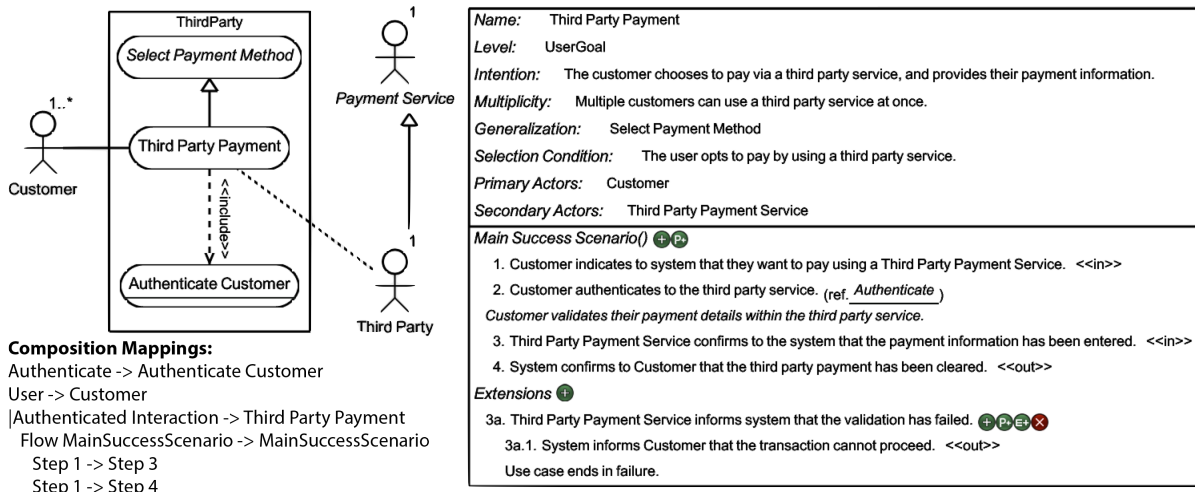 ThirdParty
Select Payment Method
1
Payment Service
1..*
Customer
Third Party Payment
<<include>>
Authenticate Customer
1
Third Party
Composition Mappings:
Authenticate -> Authenticate Customer
User -> Customer
|Authenticated Interaction -> Third Party Payment
Flow MainSuccessScenario -> MainSuccessScenario
Step 1 -> Step 3
Step 1 -> Step 4
Name: Third Party Payment
Level: UserGoal
Intention: The customer chooses to pay via a third party service, and provides their payment information.
Multiplicity: Multiple customers can use a third party service at once.
Generalization: Select Payment Method
Selection Condition: The user opts to pay by using a third party service.
Primary Actors: Customer
Secondary Actors: Third Party Payment Service
Main Success Scenario() + P+
1. Customer indicates to system that they want to pay using a Third Party Payment Service. <<in>>
2. Customer authenticates to the third party service. (ref. Authenticate )
Customer validates their payment details within the third party service.
3. Third Party Payment Service confirms to the system that the payment information has been entered. <<in>>
4. System confirms to Customer that the third party payment has been cleared. <<out>>
Extensions +
3a. Third Party Payment Service informs system that the validation has failed. + P+ E+ X
3a.1. System informs Customer that the transaction cannot proceed. <<out>>
Use case ends in failure.